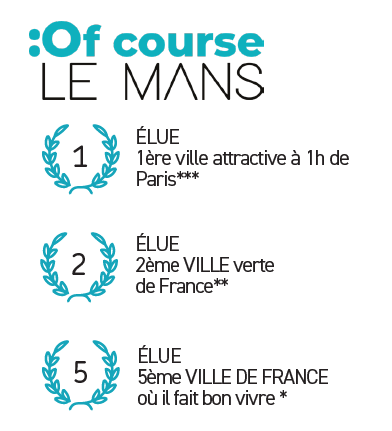 :Of course
LE MANS
1
ÉLUE
1ère ville attractive à 1h de
Paris***
2
ÉLUE
2ème VILLE verte
de France**
5
ÉLUE
5ème VILLE DE FRANCE
où il fait bon vivre *